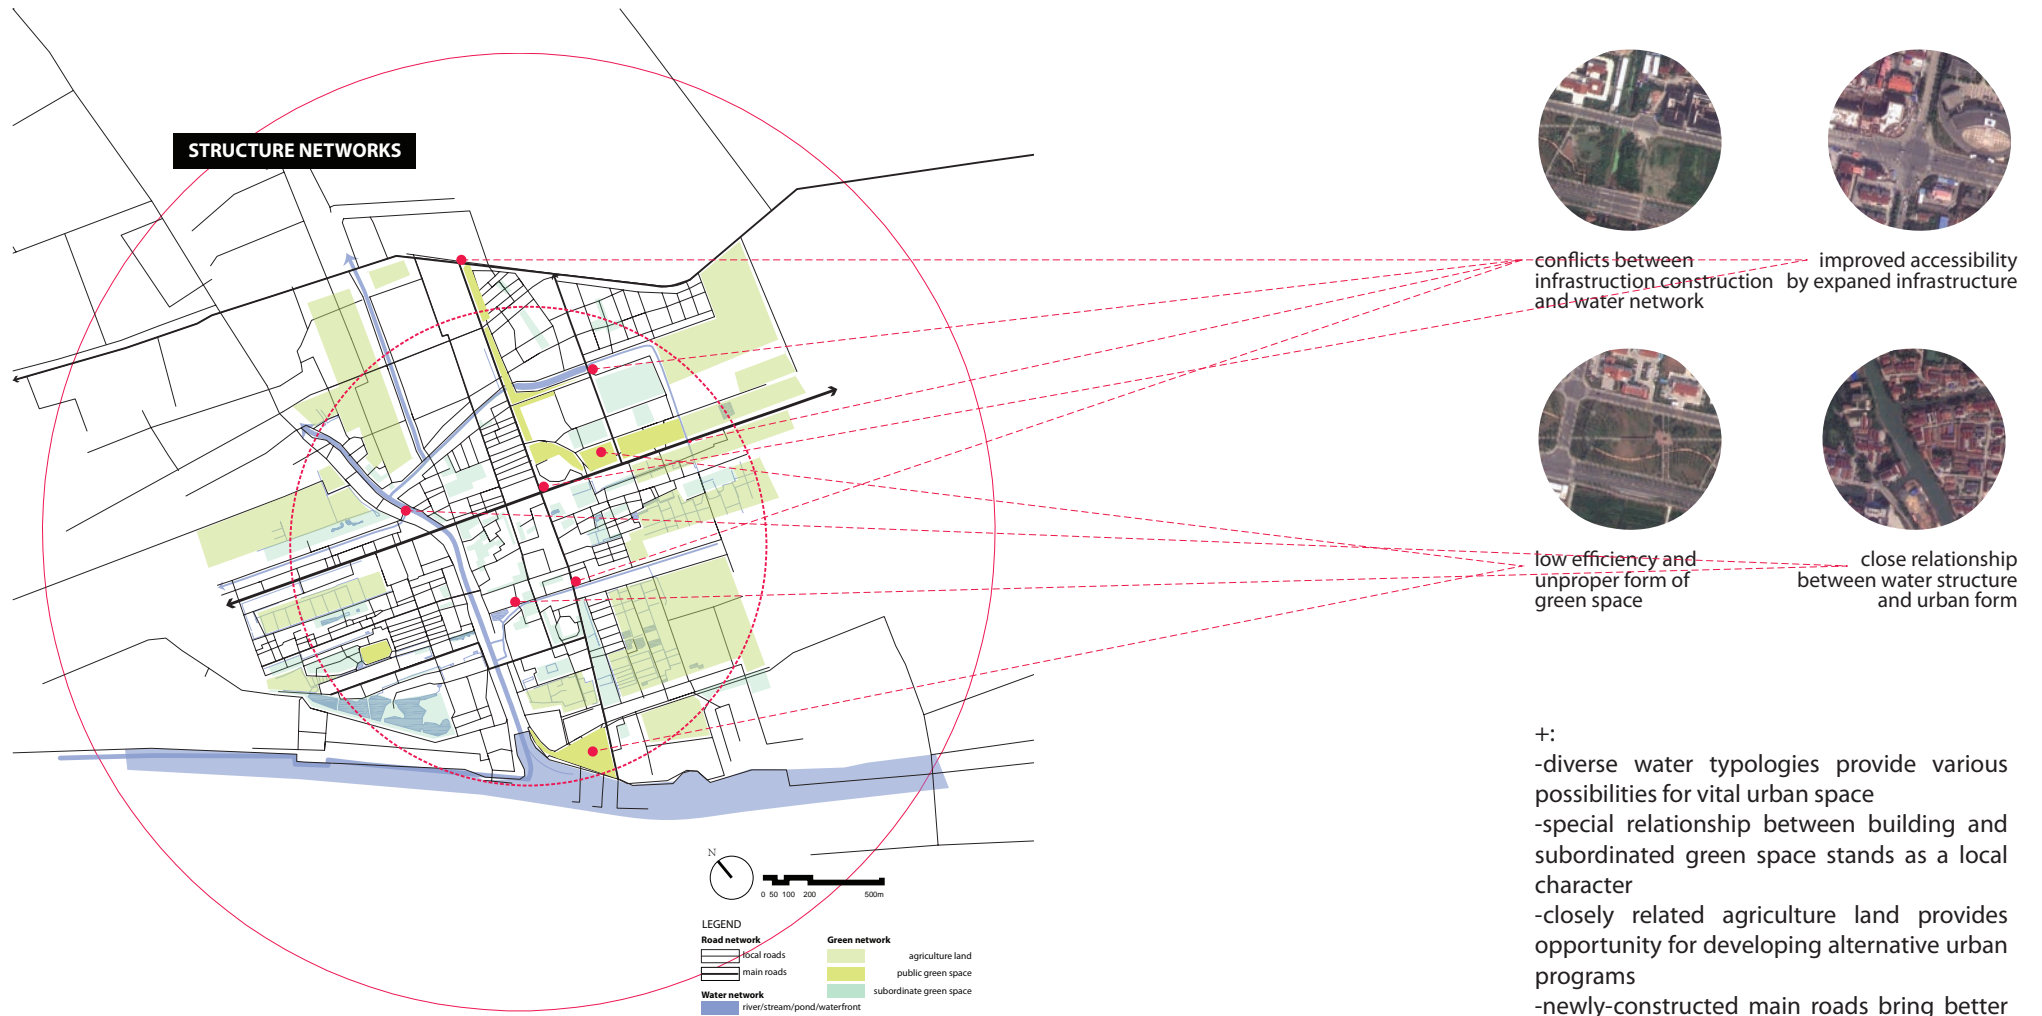 STRUCTURE NETWORKS
conflicts between
infrastruction construction
and water network
improved accessibility
by expaned infrastructure
low efficiency and
unproper form of
green space
close relationship
between water structure
and urban form
+:
-diverse water typologies provide various
possibilities for vital urban space
-special relationship between building and
subordinated green space stands as a local
character
-closely related agriculture land provides
opportunity for developing alternative urban
programs
-newly-constructed main roads bring better
N
0 50 100 200 500m
LEGEND
Road network
local roads
main roads
Water network
river/stream/pond/waterfront
Green network
agriculture land
public green space
subordinate green space